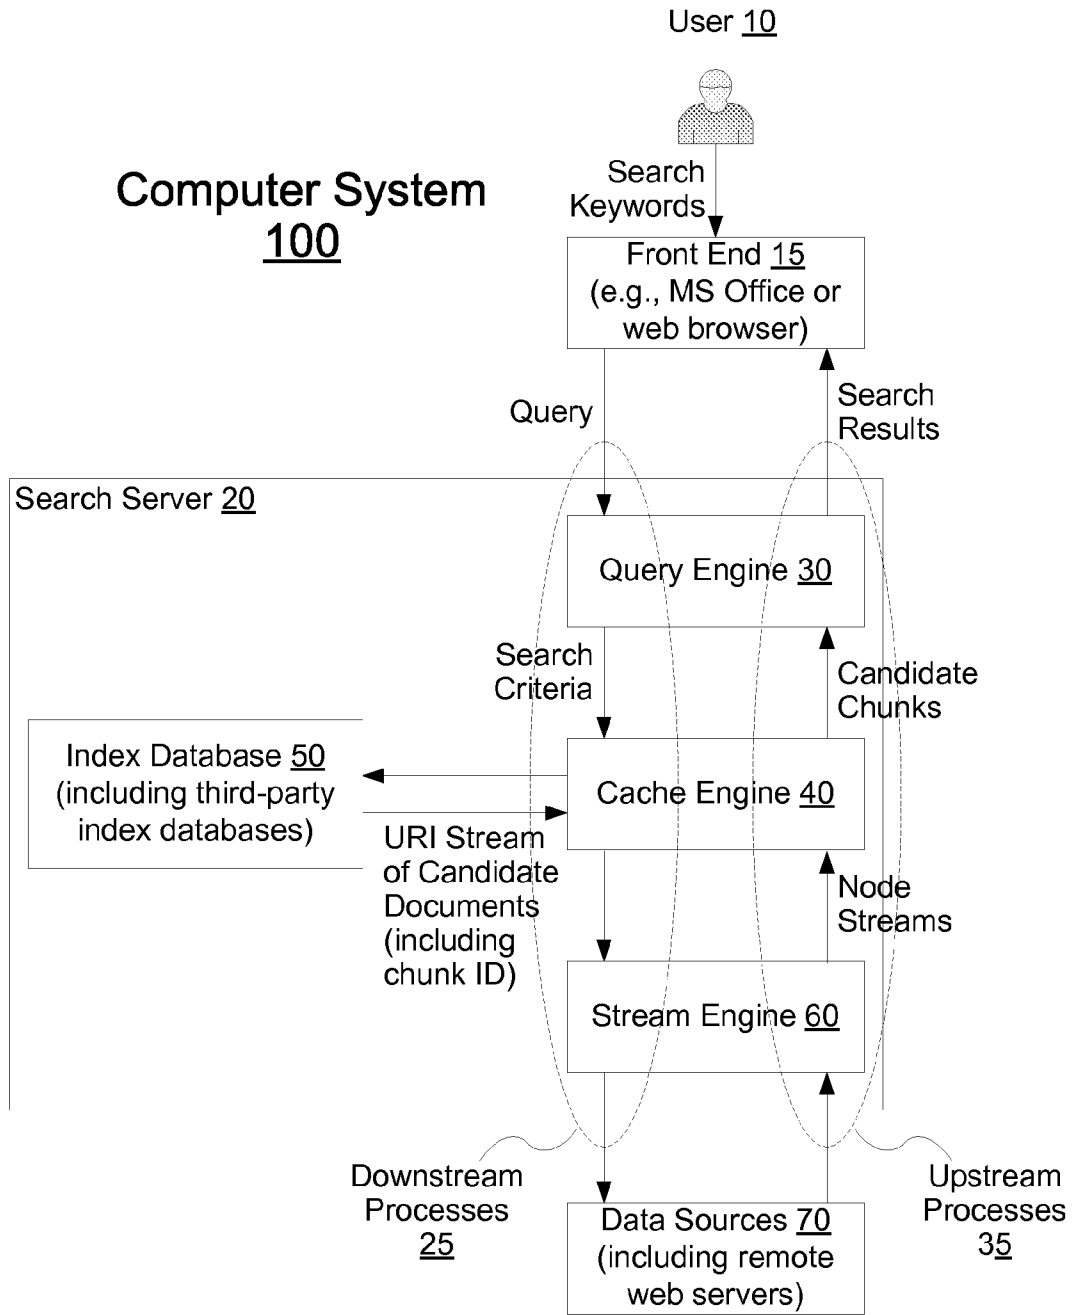 User 10
Computer System
100
Search
Keywords
Front End 15
(e.g., MS Office or
web browser)
Query
Search
Results
Search Server 20
Query Engine 30
Search
Criteria
Candidate
Chunks
Index Database 50
(including third-party
index databases)
Cache Engine 40
URI Stream
of Candidate
Documents
(including
chunk ID)
Node
Streams
Stream Engine 60
Downstream
Processes
25
Upstream
Processes
35
Data Sources 70
(including remote
web servers)